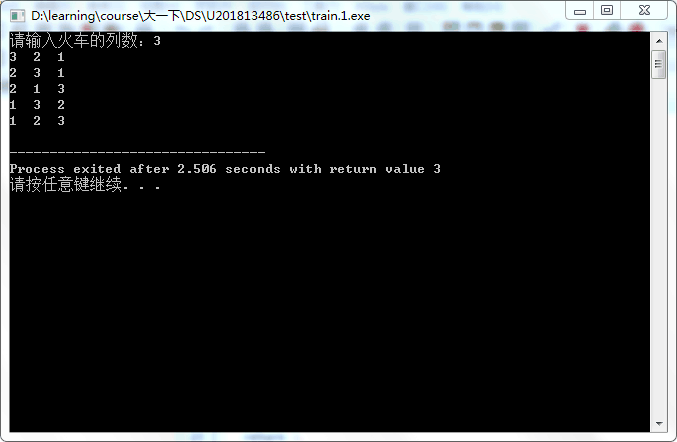 D:\learning\course\大一下\DS\U201813486\test\train.1.exe
请输入火车的列数：3
3 2 1
2 3 1
2 1 3
1 3 2
1 2 3
--------------------------------
Process exited after 2.506 seconds with return value 3
请按任意键继续. . .